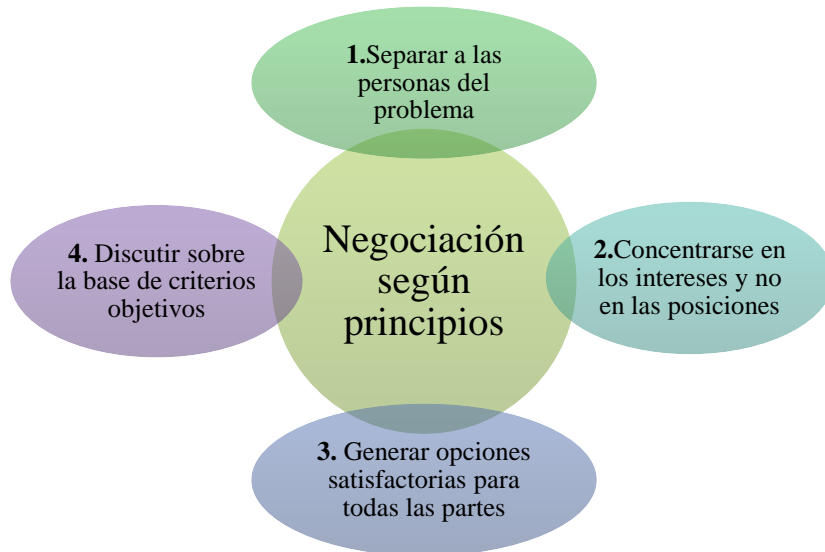 1.Separar a las
personas del
problema
Negociación
según
principios
2.Concentrarse en
los intereses y no
en las posiciones
3. Generar opciones
satisfactorias para
todas las partes
4. Discutir sobre
la base de criterios
objetivos